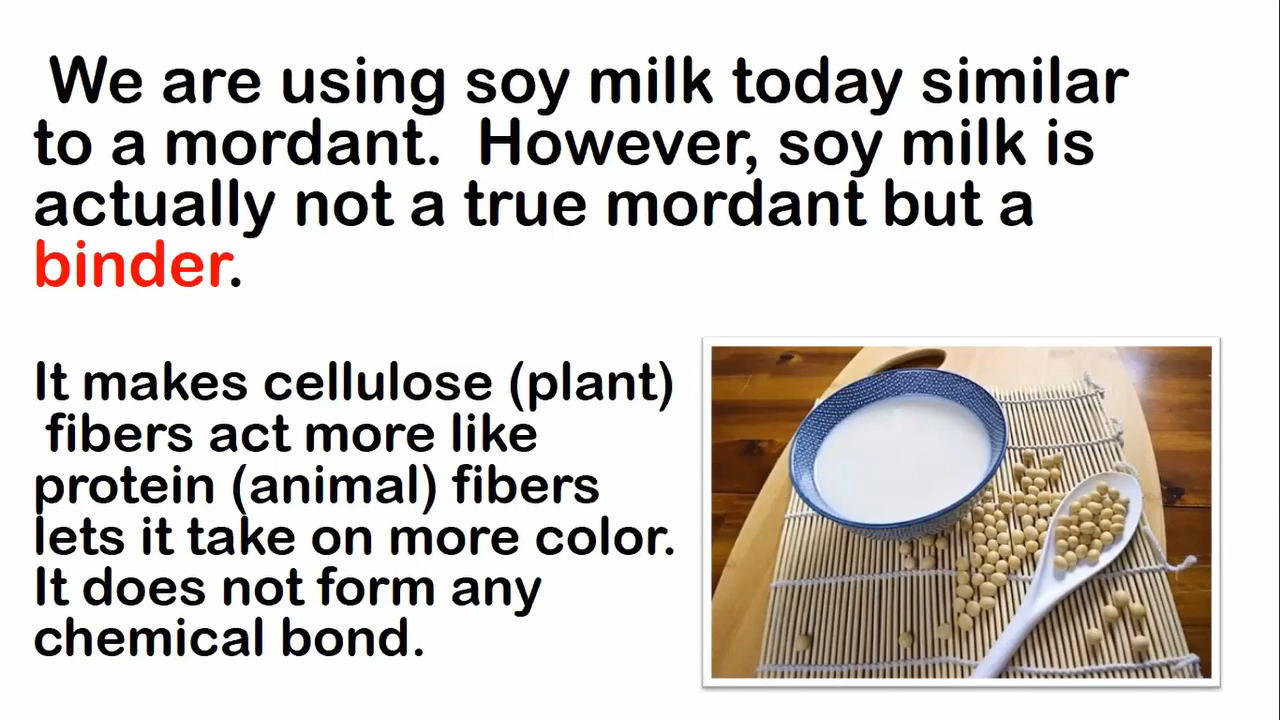 We are using soy milk today similar
to a mordant.  However, soy milk is
actually not a true mordant but a
binder.
It makes cellulose (plant)
fibers act more like
protein (animal) fibers
lets it take on more color.
It does not form any
chemical bond.